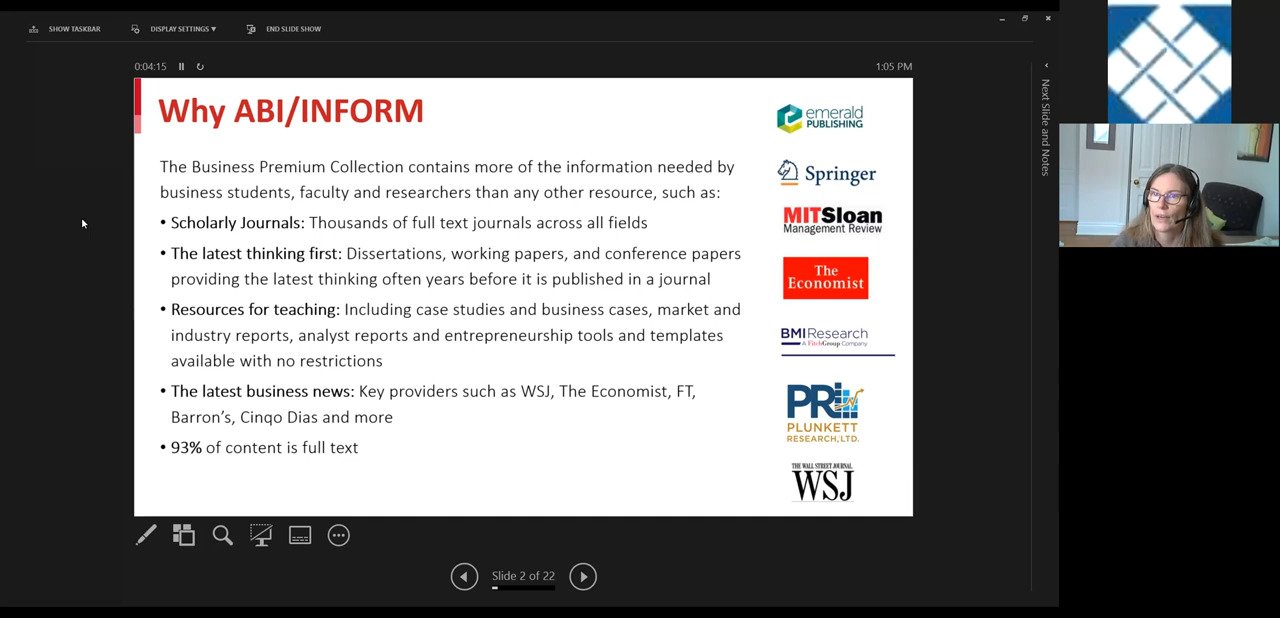 SHOW TASKBAR
DISPLAY SETTINGS ▼
END SLIDE SHOW
0:04:15
1:05 PM
Next Slide and Notes
Why ABI/INFORM
The Business Premium Collection contains more of the information needed by
business students, faculty and researchers than any other resource, such as:
• Scholarly Journals: Thousands of full text journals across all fields
• The latest thinking first: Dissertations, working papers, and conference papers
providing the latest thinking often years before it is published in a journal
• Resources for teaching: Including case studies and business cases, market and
industry reports, analyst reports and entrepreneurship tools and templates
available with no restrictions
• The latest business news: Key providers such as WSJ, The Economist, FT,
Barron's, Cinqo Dias and more
• 93% of content is full text
emerald
PUBLISHING
Springer
MITSloan
Management Review
The
Economist
BMIResearch
A FitchGroup Company
PR
PLUNKETT
RESEARCH, LTD.
THE WALL STREET JOURNAL
WSJ
Slide 2 of 22